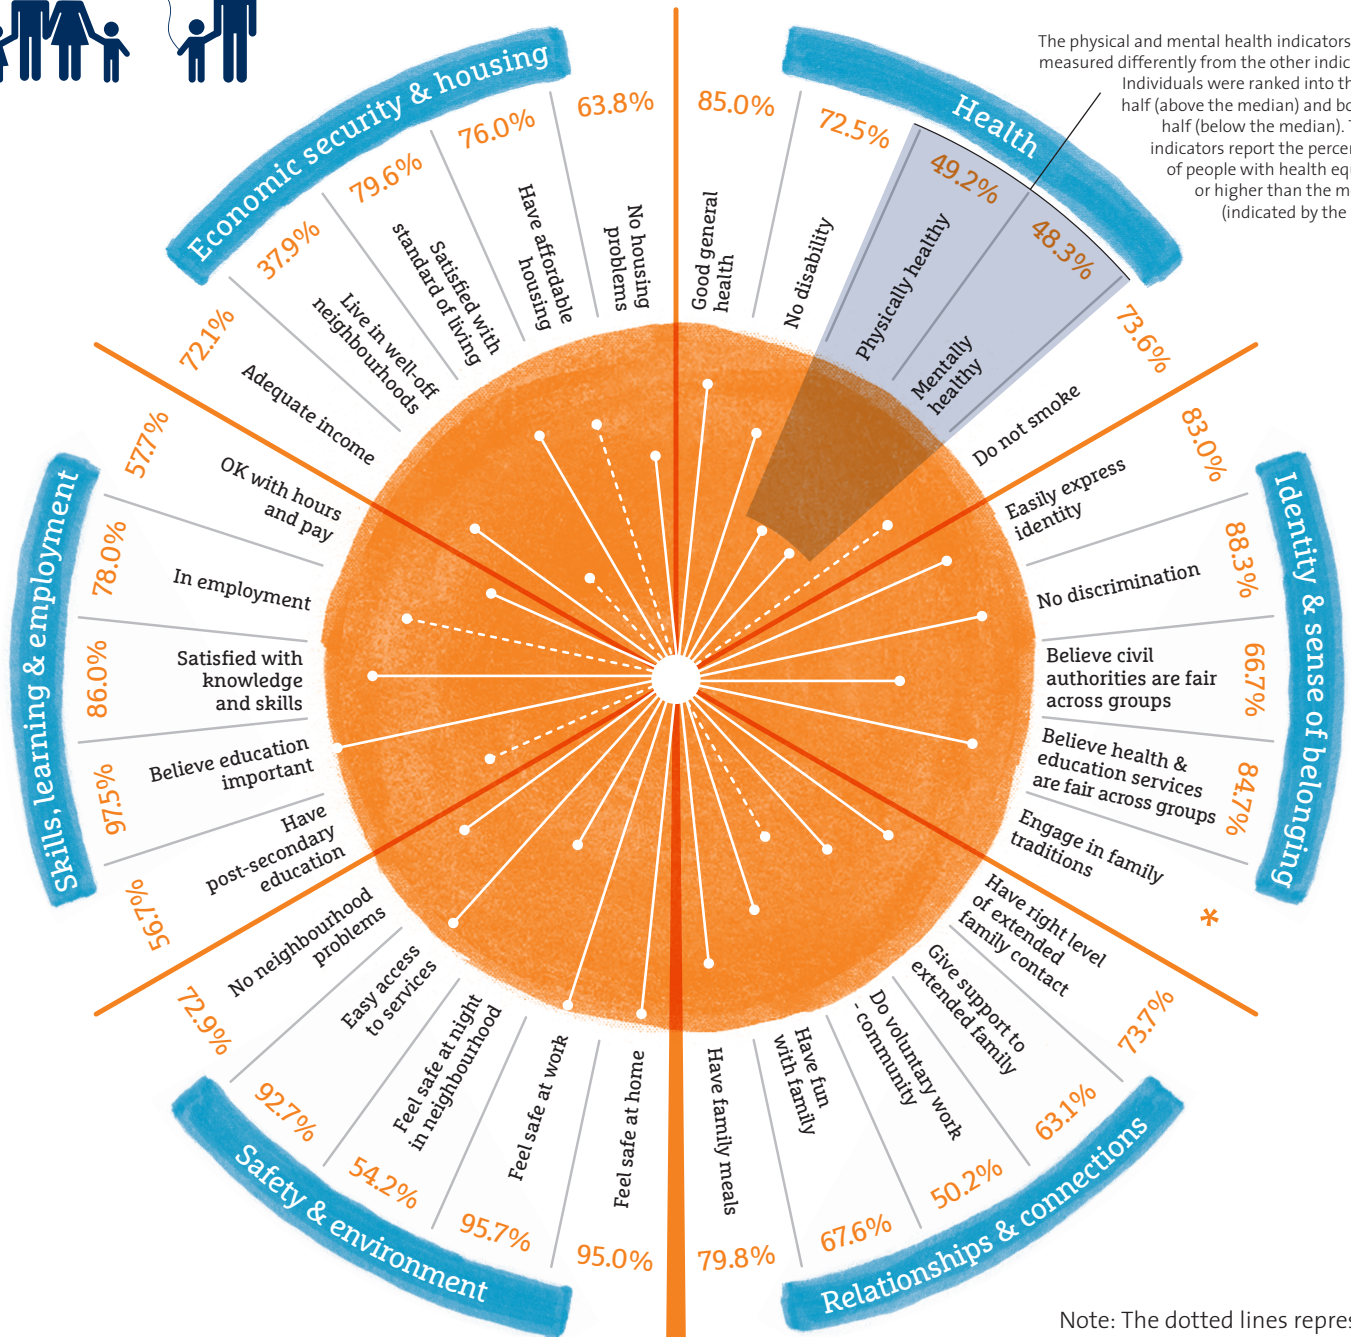 The physical and mental health indicators
measured differently from the other indic
Individuals were ranked into th
half (above the median) and bo
half (below the median). T
indicators report the percen
of people with health equ
or higher than the m
(indicated by the
Health
85.0%
Good general
health
72.5%
No disability
49.2%
Physically healthy
48.3%
Mentally
healthy
73.6%
Do not smoke
Identity & sense of belonging
83.0%
Easily express
identity
88.3%
No discrimination
66.7%
Believe civil
authorities are fair
across groups
84.7%
Believe health &
education services
are fair across groups
*
Engage in family
traditions
Relationships & connections
73.7%
Have right level
of extended
family contact
63.1%
Give support to
extended family
50.2%
Do voluntary work
- community
67.6%
Have fun
with family
79.8%
Have family meals
Safety & environment
95.0%
Feel safe at home
95.7%
Feel safe at work
54.2%
Feel safe at night
in neighbourhood
92.7%
Easy access
to services
72.9%
No neighbourhood
problems
Skills, learning & employment
56.7%
Have
post-secondary
education
97.5%
Believe education
important
86.0%
Satisfied with
knowledge
and skills
78.0%
In employment
57.7%
OK with hours
and pay
Economic security & housing
72.1%
Adequate income
37.9%
Live in well-off
neighbourhoods
79.6%
Satisfied with
standard of living
76.0%
Have affordable
housing
63.8%
No housing
problems
Note: The dotted lines repres